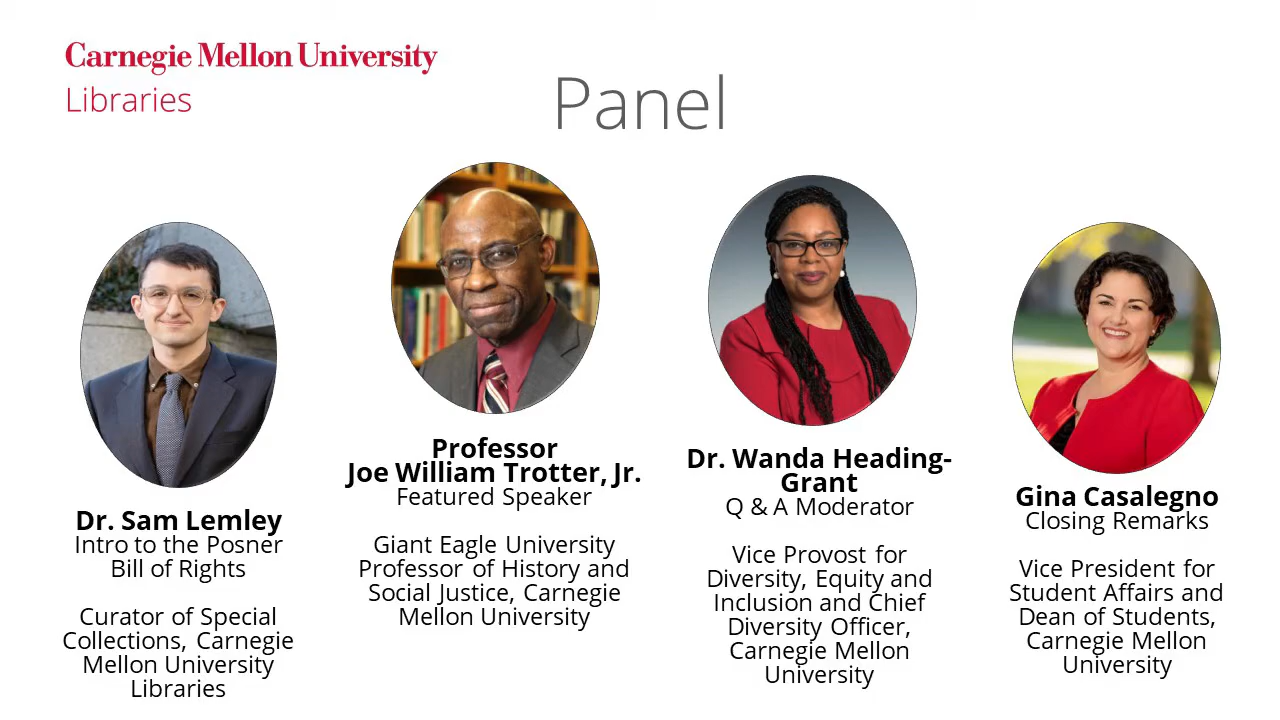 Carnegie Mellon University
Libraries
Panel
Dr. Sam Lemley
Intro to the Posner
Bill of Rights
Curator of Special
Collections, Carnegie
Mellon University
Libraries
Professor
Joe William Trotter, Jr.
Featured Speaker
Giant Eagle University
Professor of History and
Social Justice, Carnegie
Mellon University
Dr. Wanda Heading-
Grant
Q & A Moderator
Vice Provost for
Diversity, Equity and
Inclusion and Chief
Diversity Officer,
Carnegie Mellon
University
Gina Casalegno
Closing Remarks
Vice President for
Student Affairs and
Dean of Students,
Carnegie Mellon
University